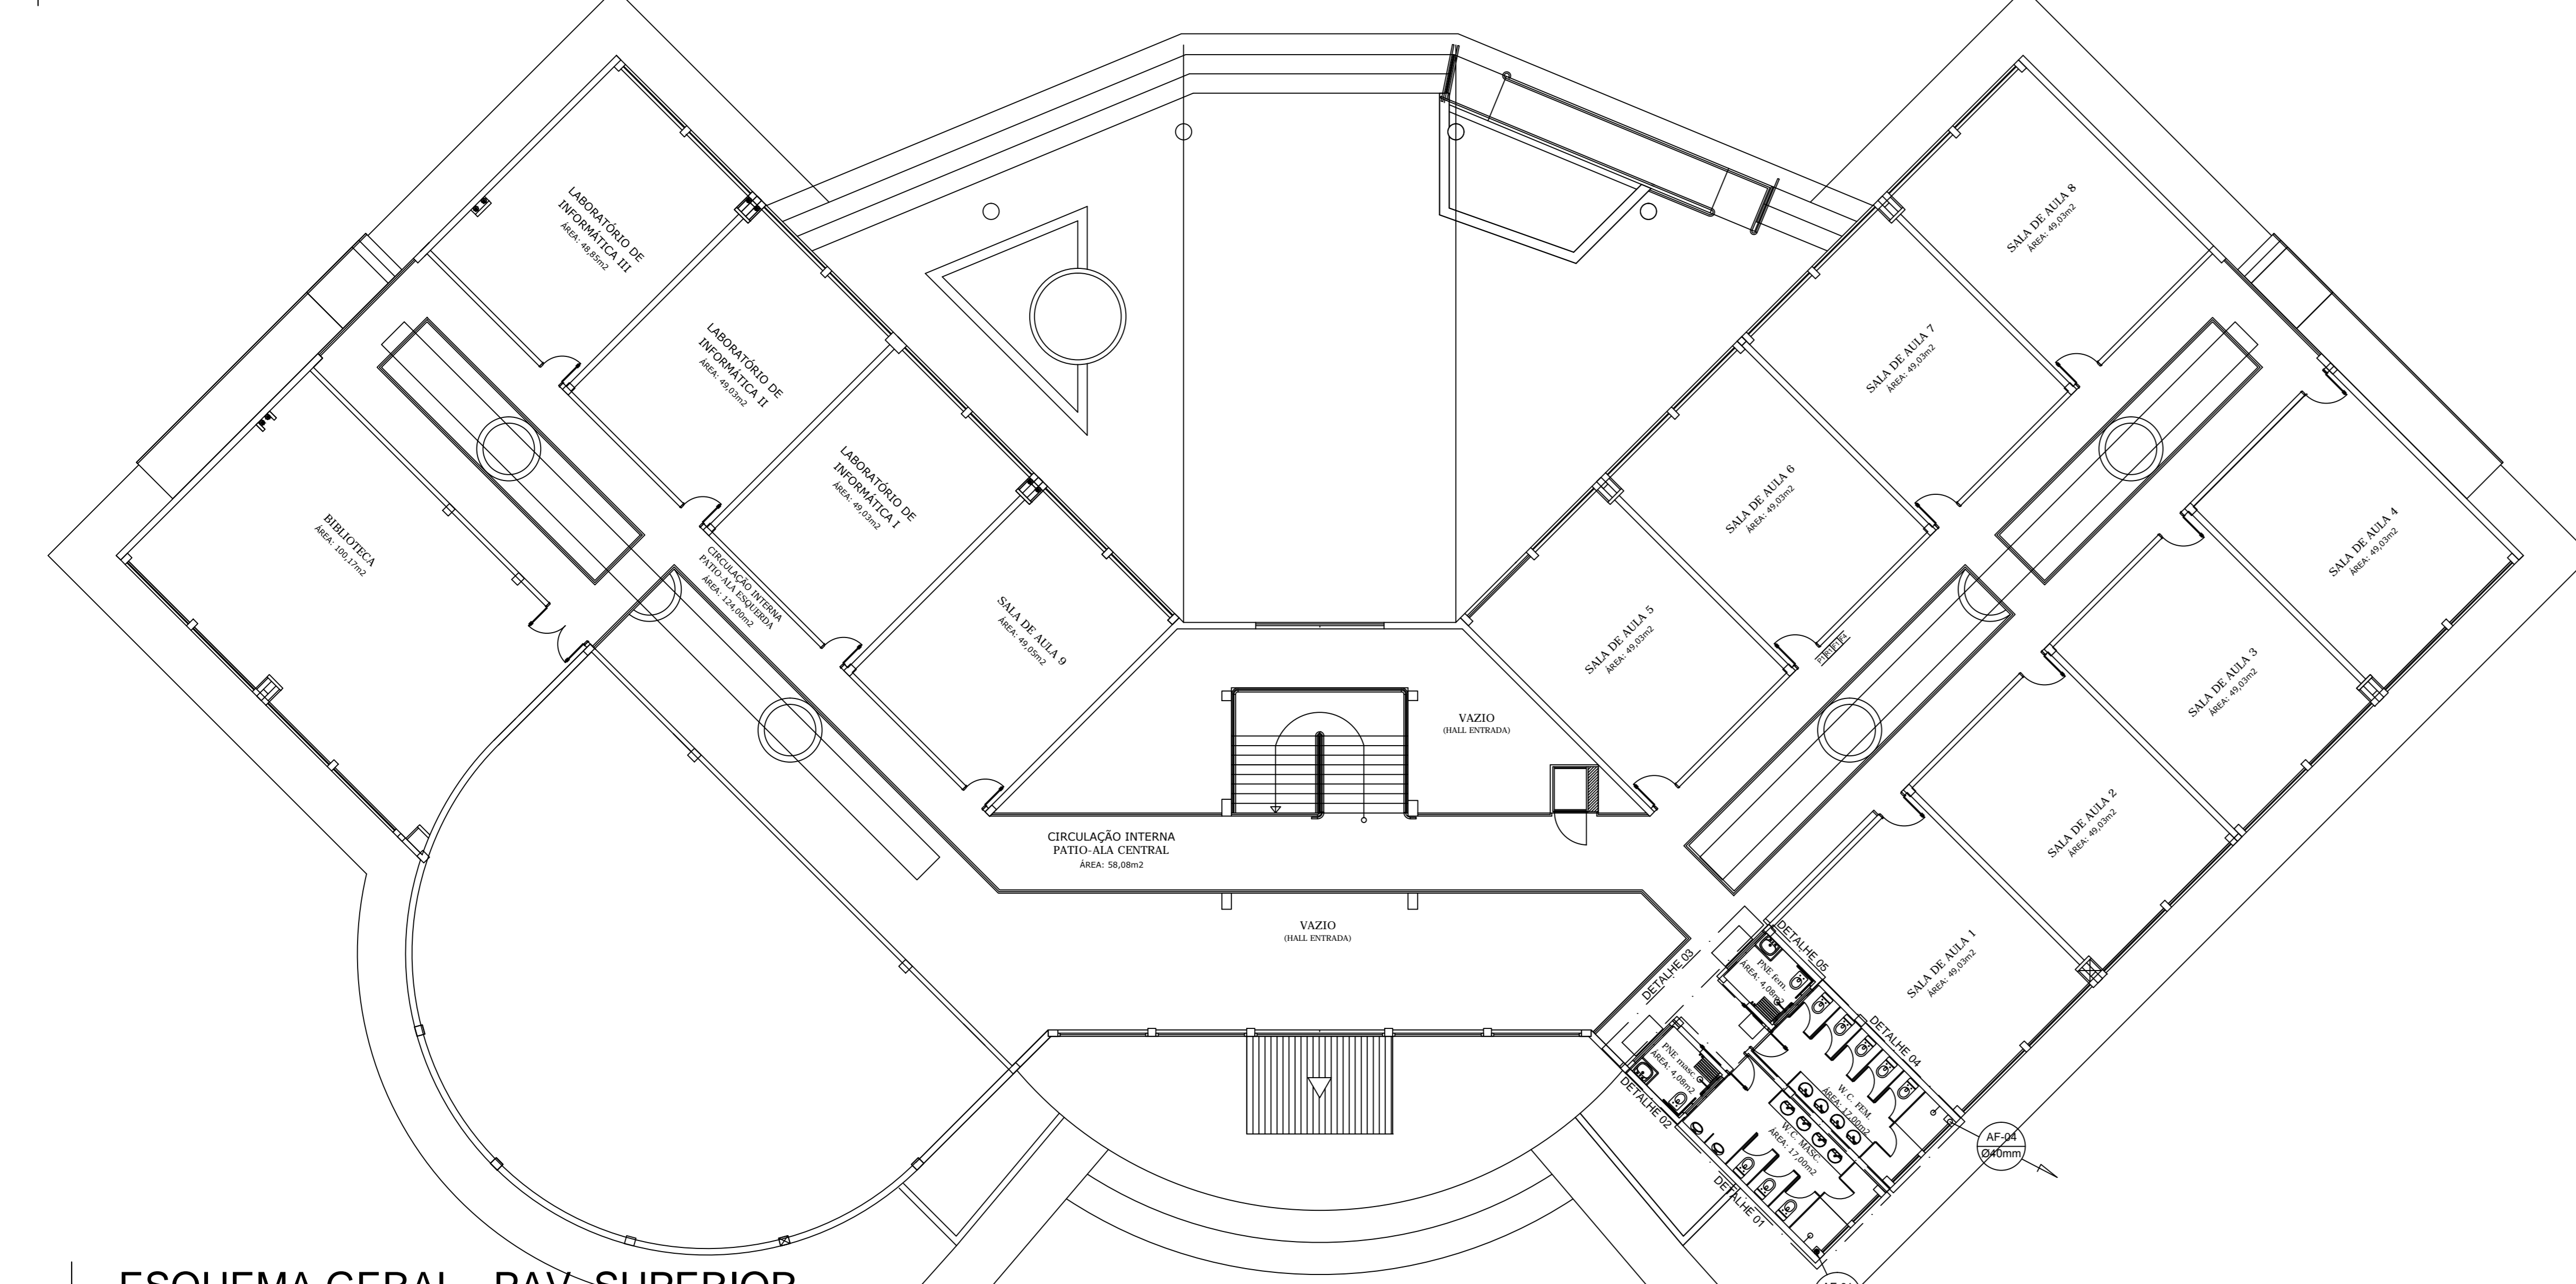 LABORATÓRIO DE
INFORMÁTICA III
ÁREA: 48,85m2
LABORATÓRIO DE
INFORMÁTICA II
ÁREA: 49,03m2
LABORATÓRIO DE
INFORMÁTICA I
ÁREA: 49,03m2
SALA DE AULA 9
ÁREA: 49,05m2
BIBLIOTECA
ÁREA: 100,17m2
CIRCULAÇÃO INTERNA
PATIO-ALA ESQUERDA
ÁREA: 124,00m2
SALA DE AULA 8
ÁREA: 49,03m2
SALA DE AULA 7
ÁREA: 49,03m2
SALA DE AULA 6
ÁREA: 49,03m2
SALA DE AULA 5
ÁREA: 49,03m2
SALA DE AULA 4
ÁREA: 49,03m2
SALA DE AULA 3
ÁREA: 49,03m2
SALA DE AULA 2
ÁREA: 49,03m2
SALA DE AULA 1
ÁREA: 49,03m2
VAZIO
(HALL ENTRADA)
CIRCULAÇÃO INTERNA
PATIO-ALA CENTRAL
ÁREA: 58,08m2
VAZIO
(HALL ENTRADA)
DETALHE 03
DETALHE 05
PNE fem.
ÁREA: 4,08m2
DETALHE 04
PNE masc.
ÁREA: 4,08m2
DETALHE 02
W.C. FEM.
ÁREA: 17,00m2
W.C. MASC.
ÁREA: 17,00m2
DETALHE 01
AF-04
Ø40mm
ESQUEMA GERAL - PAV. SUPERIOR